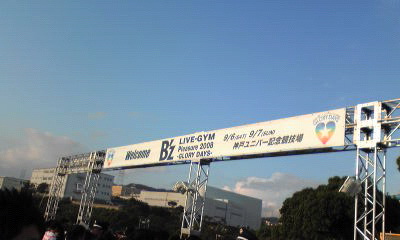 Welcome
B'z
LIVE-GYM
Pleasure 2008
-GLORY DAYS-
9/6(SAT) 9/7(SUN)
神戸ユニバー記念競技場